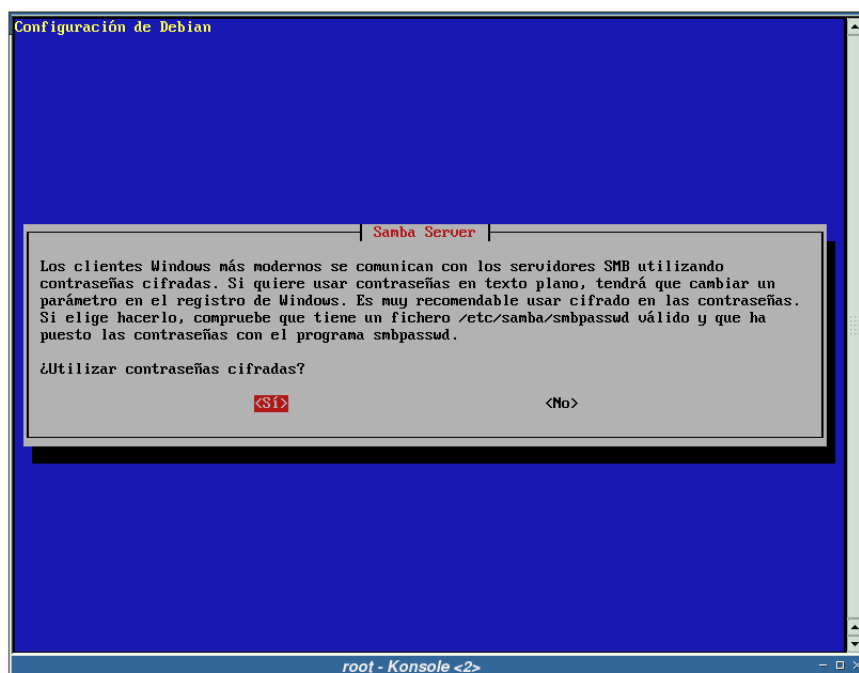 Configuración de Debian
Samba Server
Los clientes Windows más modernos se comunican con los servidores SMB utilizando
contraseñas cifradas. Si quiere usar contraseñas en texto plano, tendrá que cambiar un
parámetro en el registro de Windows. Es muy recomendable usar cifrado en las contraseñas.
Si elige hacerlo, compruebe que tiene un fichero /etc/samba/smbpasswd válido y que ha
puesto las contraseñas con el programa smbpasswd.
¿Utilizar contraseñas cifradas?
<Sí> <No>
root - Konsole <2>